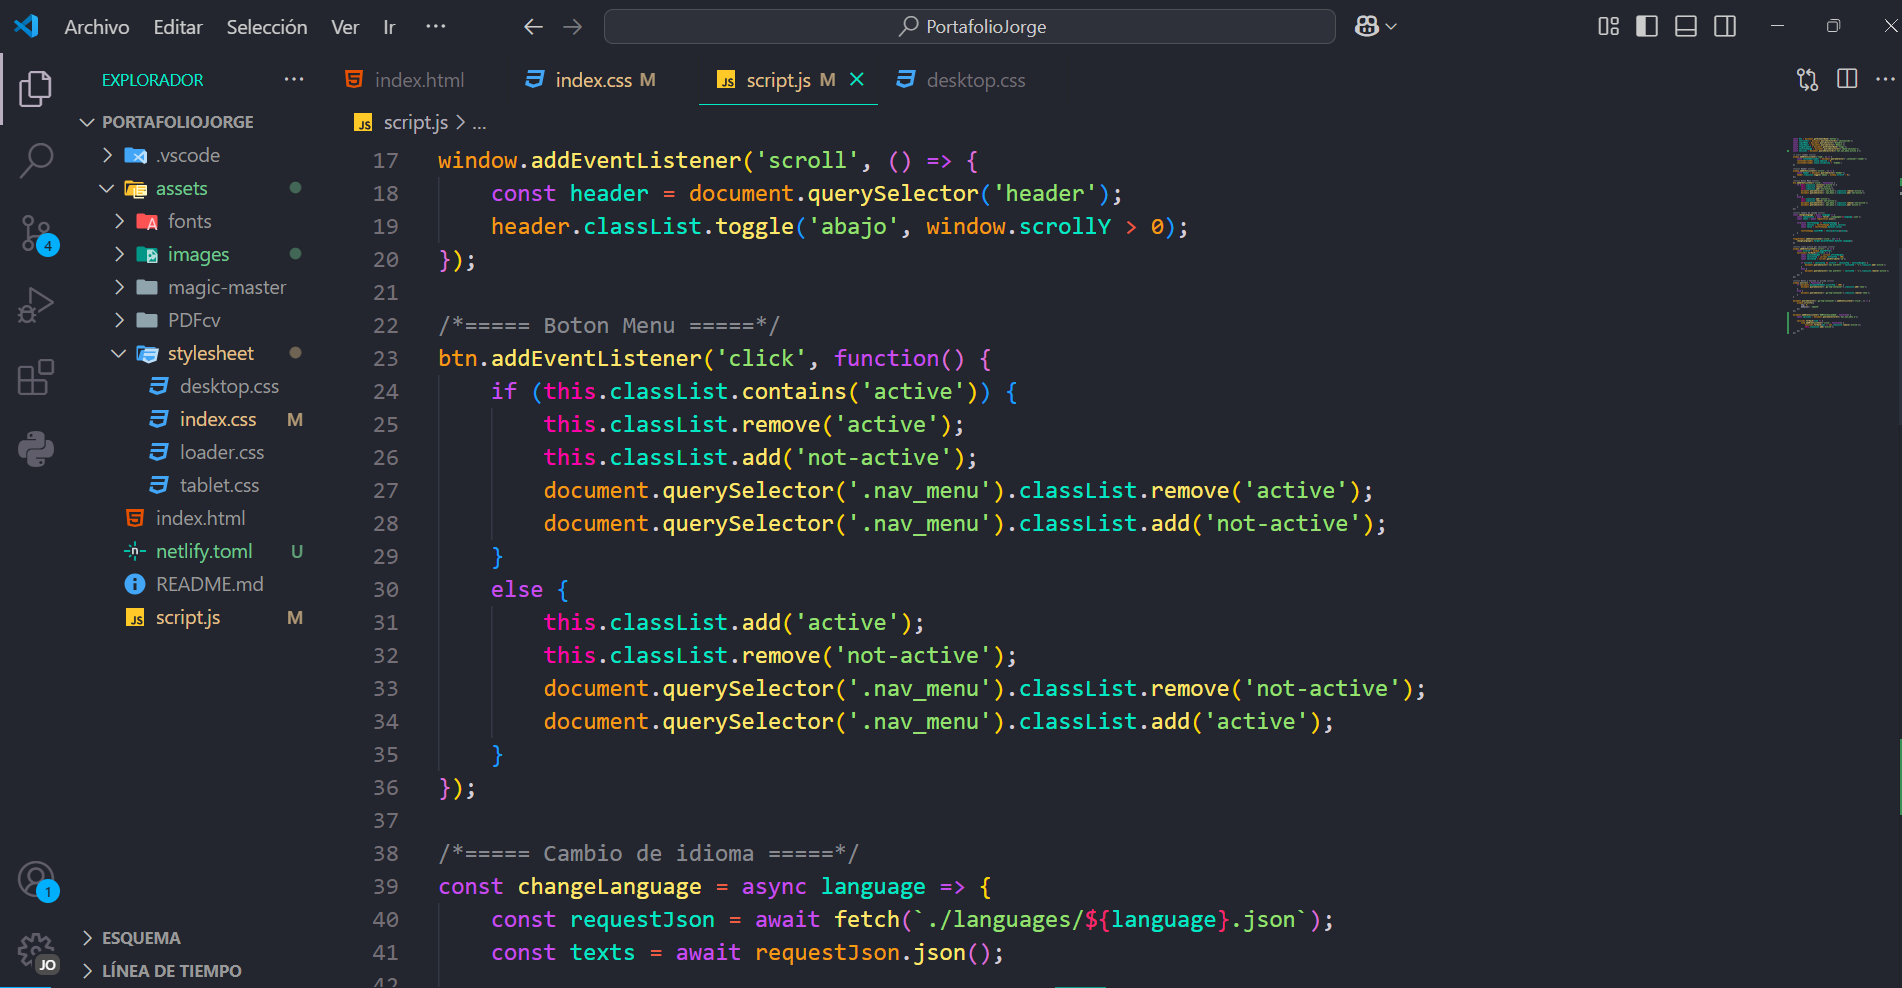 Archivo Editar Selección Ver Ir ··· PortafolioJorge
EXPLORADOR ···
index.html index.css M script.js M desktop.css
PORTAFOLIOJORGE
.vscode
assets
fonts
images
magic-master
PDFcv
stylesheet
desktop.css
index.css M
loader.css
tablet.css
index.html
netlify.toml U
README.md
script.js M
4
1
JO
ESQUEMA
LÍNEA DE TIEMPO
script.js > ...
17 window.addEventListener('scroll', () => {
18 const header = document.querySelector('header');
19 header.classList.toggle('abajo', window.scrollY > 0);
20 });
21
22 /*===== Boton Menu =====*/
23 btn.addEventListener('click', function() {
24 if (this.classList.contains('active')) {
25 this.classList.remove('active');
26 this.classList.add('not-active');
27 document.querySelector('.nav_menu').classList.remove('active');
28 document.querySelector('.nav_menu').classList.add('not-active');
29 }
30 else {
31 this.classList.add('active');
32 this.classList.remove('not-active');
33 document.querySelector('.nav_menu').classList.remove('not-active');
34 document.querySelector('.nav_menu').classList.add('active');
35 }
36 });
37
38 /*===== Cambio de idioma =====*/
39 const changeLanguage = async language => {
40 const requestJson = await fetch(`./languages/${language}.json`);
41 const texts = await requestJson.json();
42